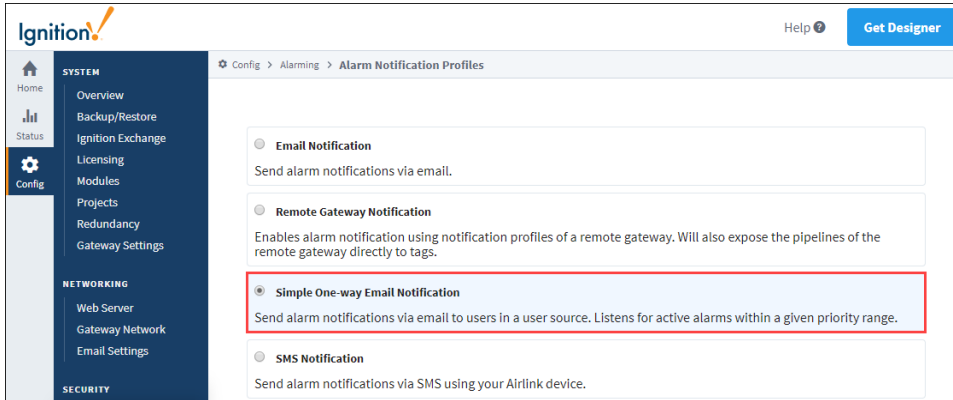 Ignition!
Help ?
Get Designer
Home
Status
Config
SYSTEM
Overview
Backup/Restore
Ignition Exchange
Licensing
Modules
Projects
Redundancy
Gateway Settings
NETWORKING
Web Server
Gateway Network
Email Settings
SECURITY
Config > Alarming > Alarm Notification Profiles
Email Notification
Send alarm notifications via email.
Remote Gateway Notification
Enables alarm notification using notification profiles of a remote gateway. Will also expose the pipelines of the
remote gateway directly to tags.
Simple One-way Email Notification
Send alarm notifications via email to users in a user source. Listens for active alarms within a given priority range.
SMS Notification
Send alarm notifications via SMS using your Airlink device.